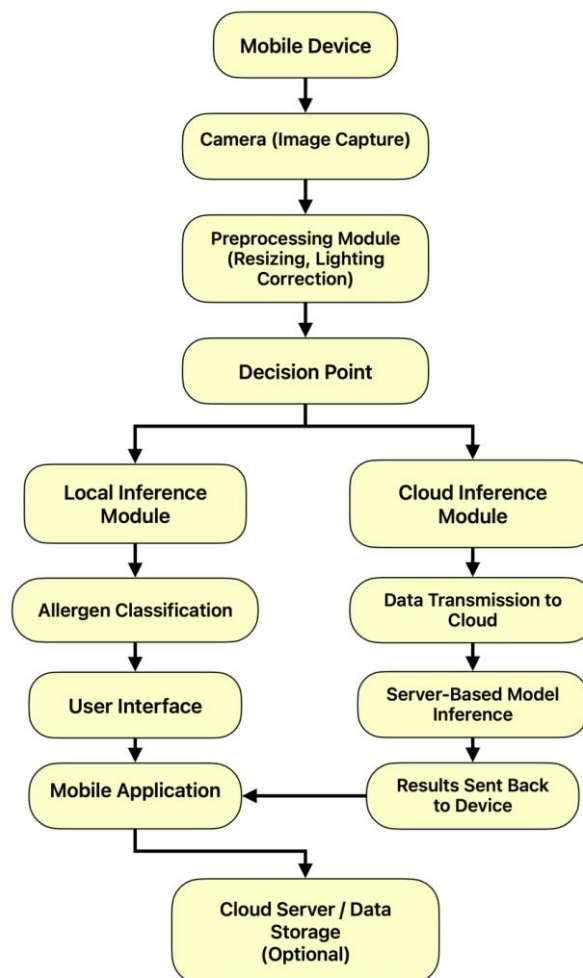 Mobile Device
Camera (Image Capture)
Preprocessing Module
(Resizing, Lighting
Correction)
Decision Point
Local Inference
Module
Cloud Inference
Module
Allergen Classification
Data Transmission to
Cloud
User Interface
Server-Based Model
Inference
Mobile Application
Results Sent Back
to Device
Cloud Server / Data
Storage
(Optional)